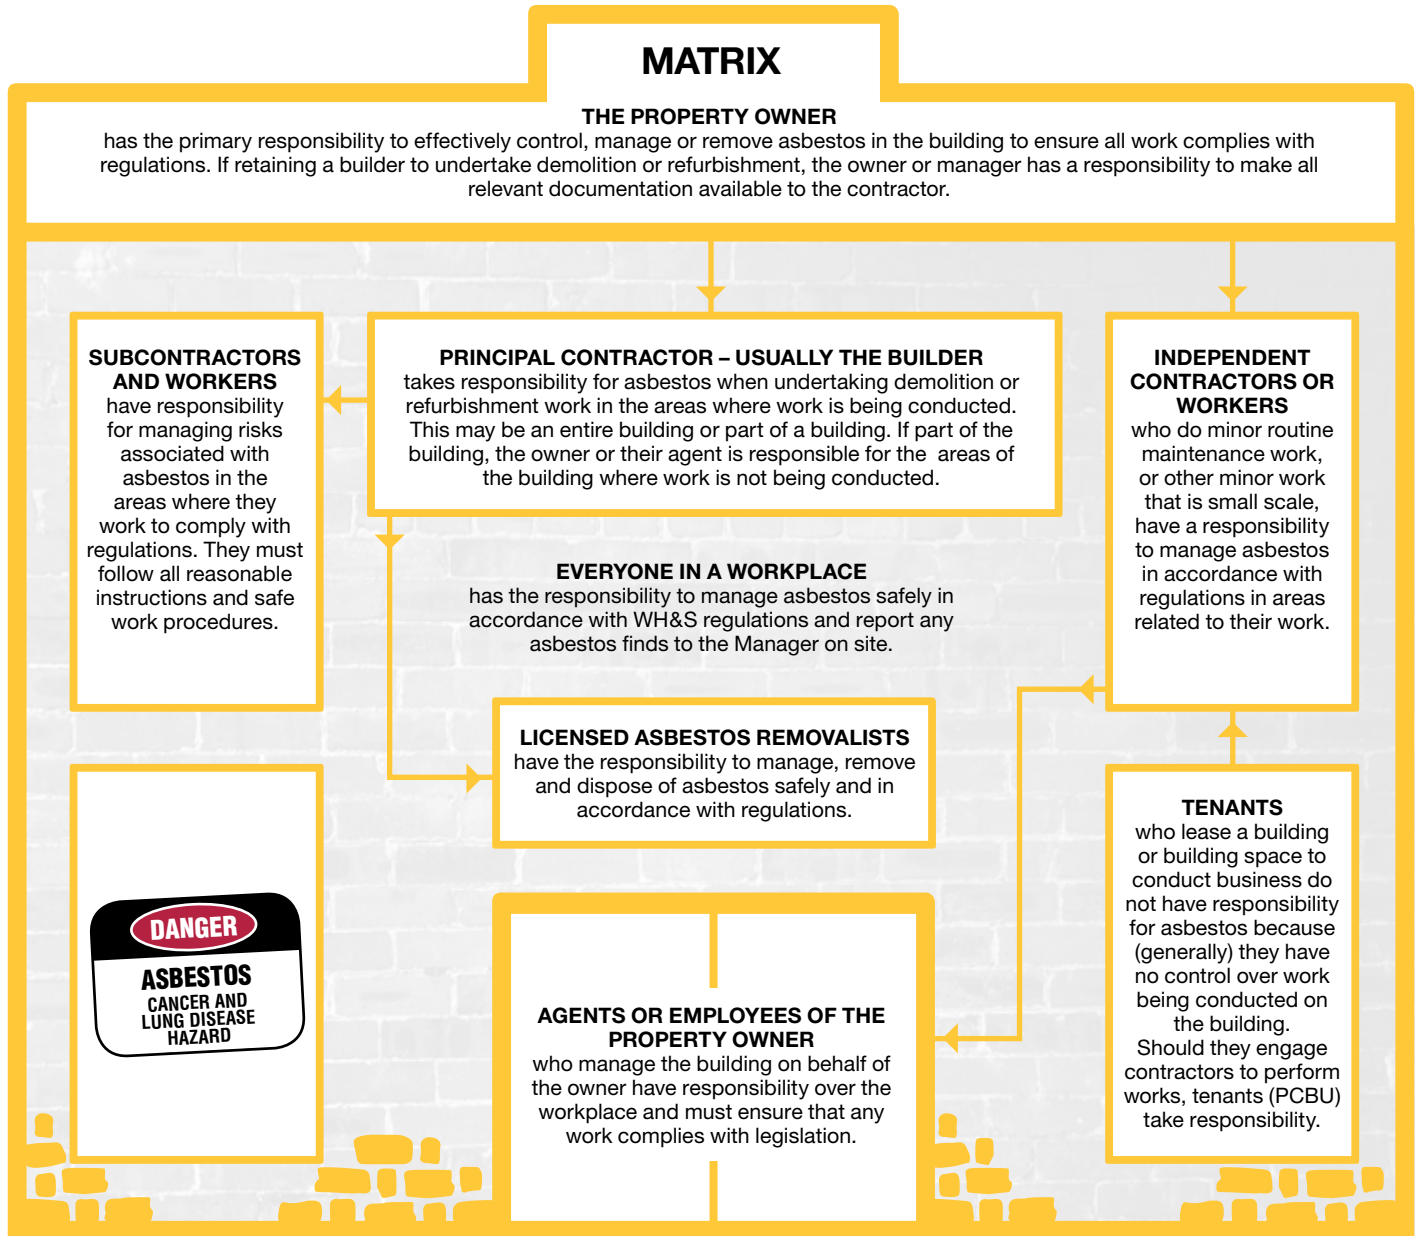 MATRIX
THE PROPERTY OWNER
has the primary responsibility to effectively control, manage or remove asbestos in the building to ensure all work complies with
regulations. If retaining a builder to undertake demolition or refurbishment, the owner or manager has a responsibility to make all
relevant documentation available to the contractor.
SUBCONTRACTORS
AND WORKERS
have responsibility
for managing risks
associated with
asbestos in the
areas where they
work to comply with
regulations. They must
follow all reasonable
instructions and safe
work procedures.
PRINCIPAL CONTRACTOR – USUALLY THE BUILDER
takes responsibility for asbestos when undertaking demolition or
refurbishment work in the areas where work is being conducted.
This may be an entire building or part of a building. If part of the
building, the owner or their agent is responsible for the areas of
the building where work is not being conducted.
INDEPENDENT
CONTRACTORS OR
WORKERS
who do minor routine
maintenance work,
or other minor work
that is small scale,
have a responsibility
to manage asbestos
in accordance with
regulations in areas
related to their work.
EVERYONE IN A WORKPLACE
has the responsibility to manage asbestos safely in
accordance with WH&S regulations and report any
asbestos finds to the Manager on site.
LICENSED ASBESTOS REMOVALISTS
have the responsibility to manage, remove
and dispose of asbestos safely and in
accordance with regulations.
TENANTS
who lease a building
or building space to
conduct business do
not have responsibility
for asbestos because
(generally) they have
no control over work
being conducted on
the building.
Should they engage
contractors to perform
works, tenants (PCBU)
take responsibility.
DANGER
ASBESTOS
CANCER AND
LUNG DISEASE
HAZARD
AGENTS OR EMPLOYEES OF THE
PROPERTY OWNER
who manage the building on behalf of
the owner have responsibility over the
workplace and must ensure that any
work complies with legislation.